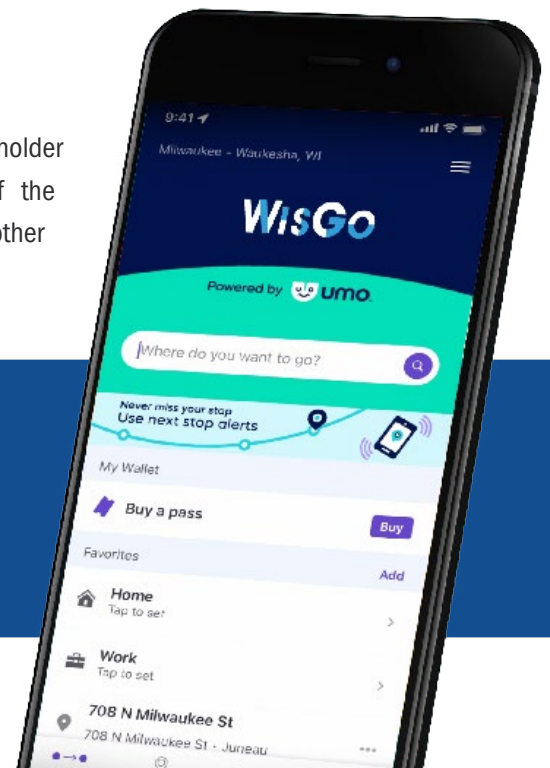 holder
f the
other
9:41
Milwaukee - Waukesha, WI
WisGo
Powered by umo.
Where do you want to go?
Never miss your stop
Use next stop alerts
My Wallet
Buy a pass
Buy
Favorites
Add
Home
Tap to set
Work
Tap to set
708 N Milwaukee St
708 N Milwaukee St - Juneau